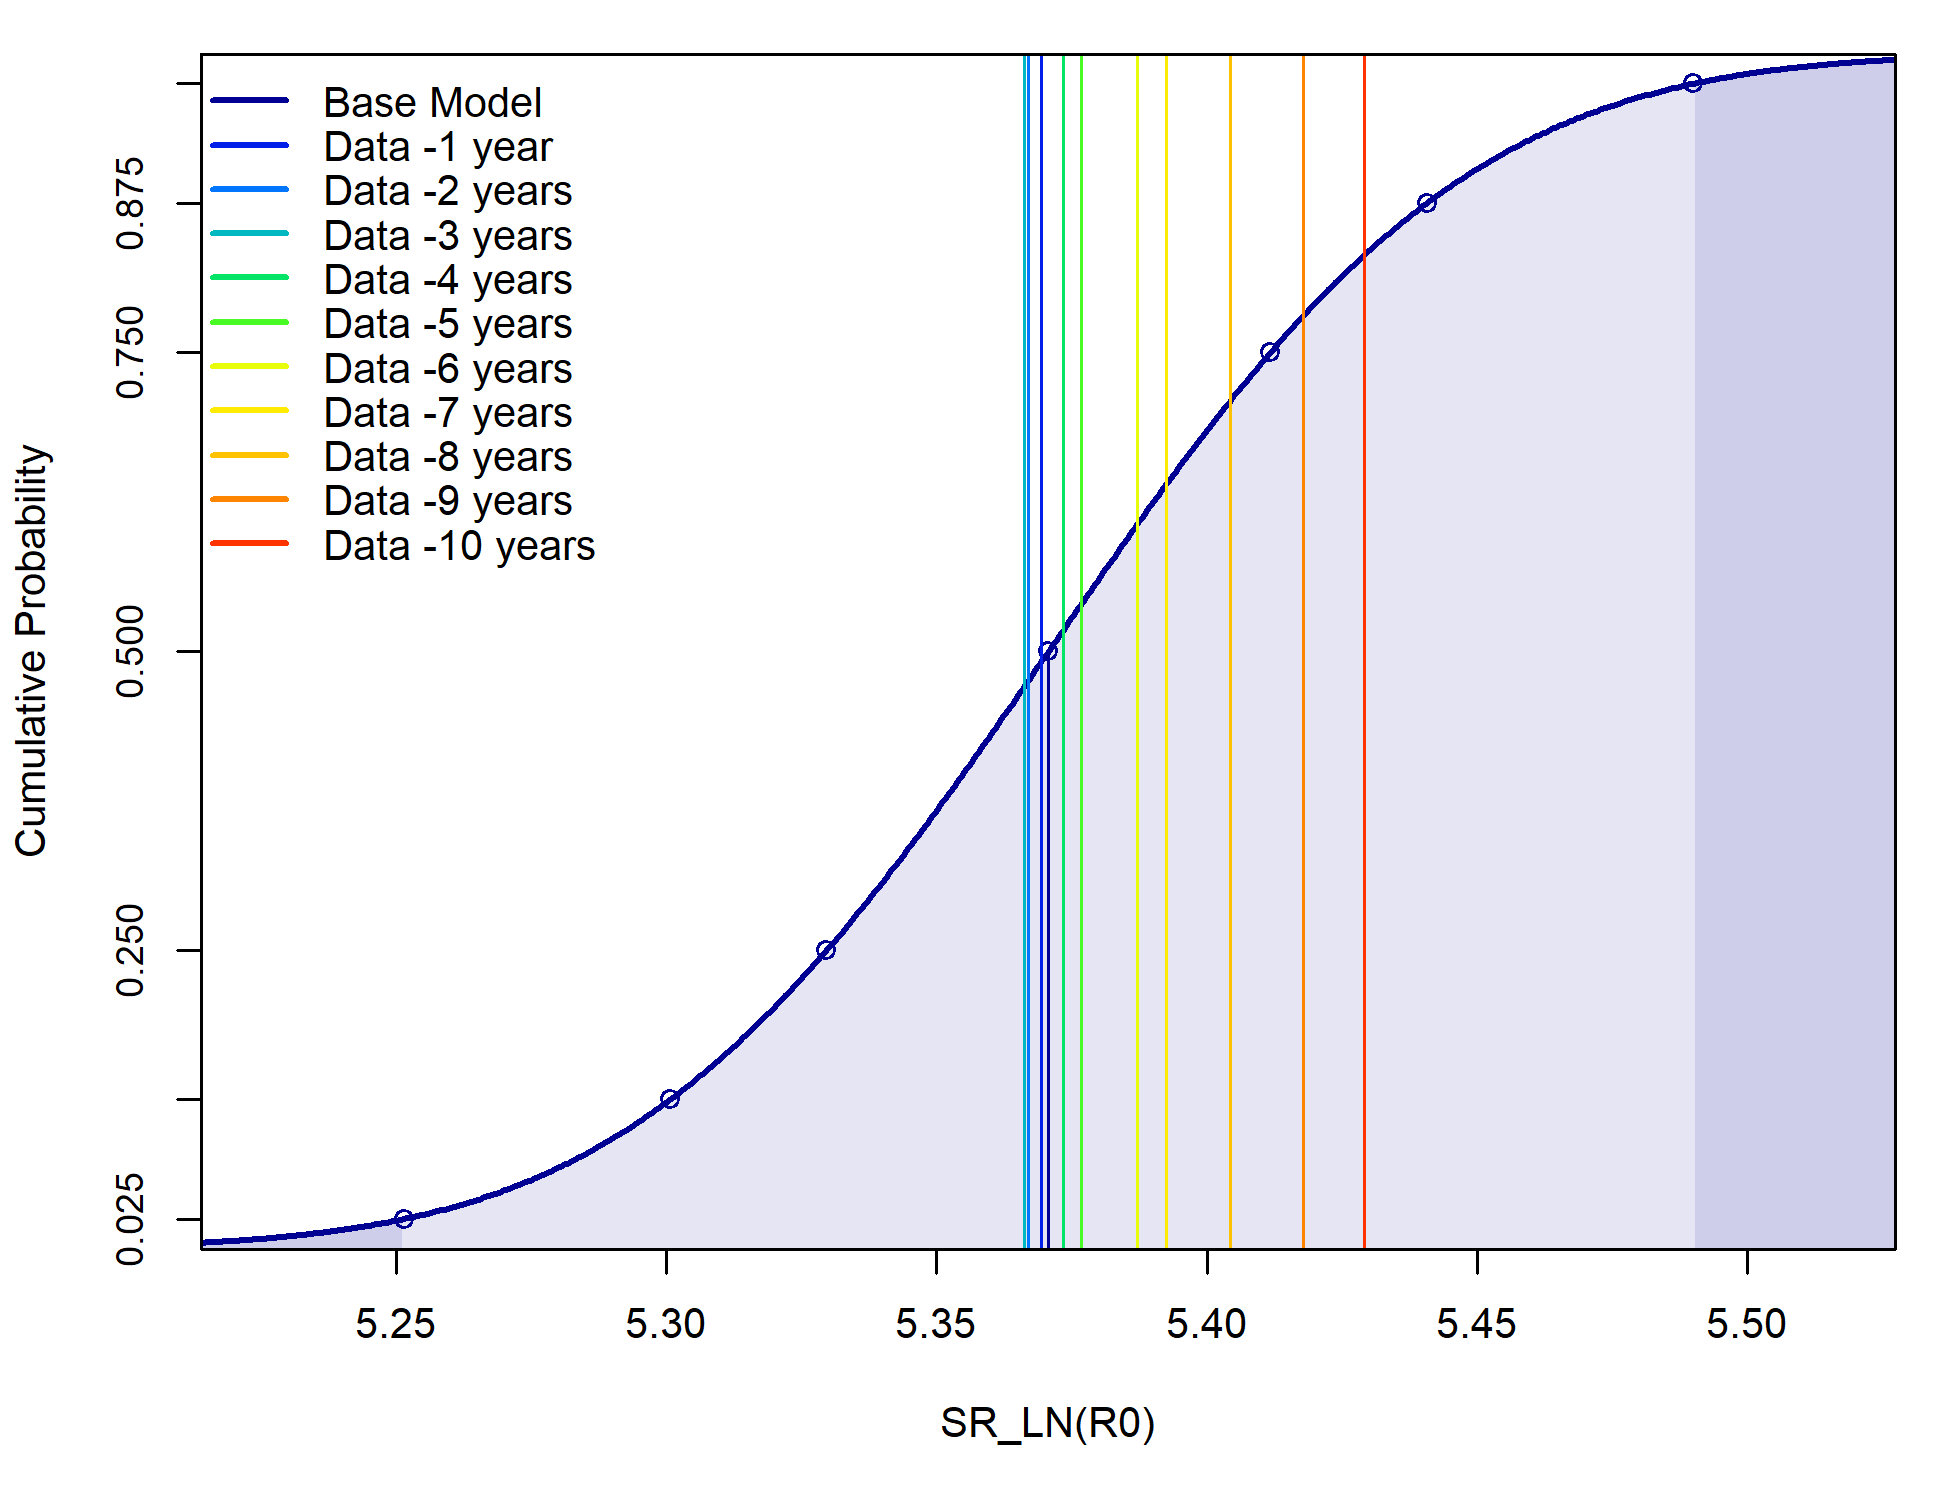 Base Model
Data -1 year
Data -2 years
Data -3 years
Data -4 years
Data -5 years
Data -6 years
Data -7 years
Data -8 years
Data -9 years
Data -10 years
Cumulative Probability
0.875
0.750
0.500
0.250
0.025
5.25 5.30 5.35 5.40 5.45 5.50
SR_LN(R0)